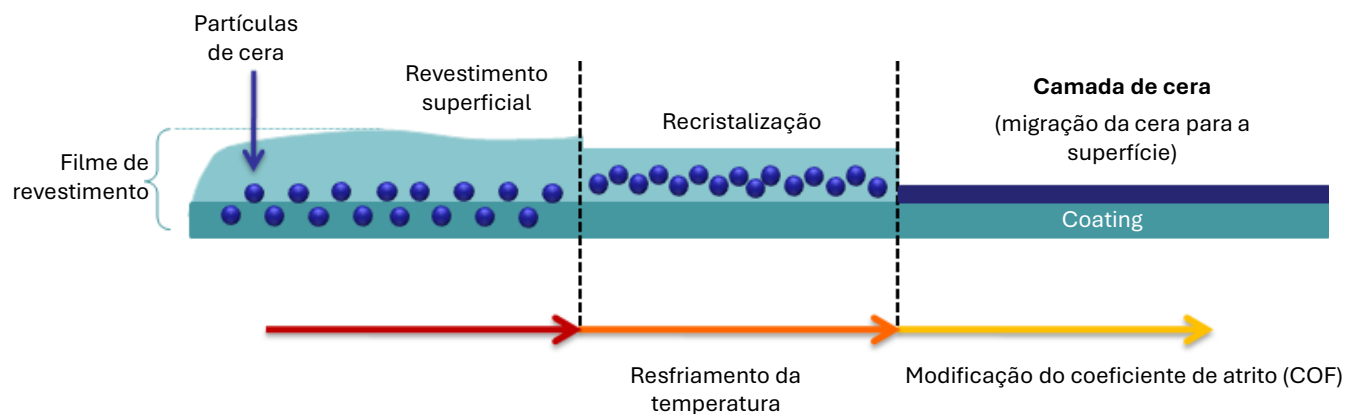 Partículas
de cera
Revestimento
superficial
Filme de
revestimento
Recristalização
Camada de cera
(migração da cera para a
superfície)
Coating
Resfriamento da
temperatura
Modificação do coeficiente de atrito (COF)